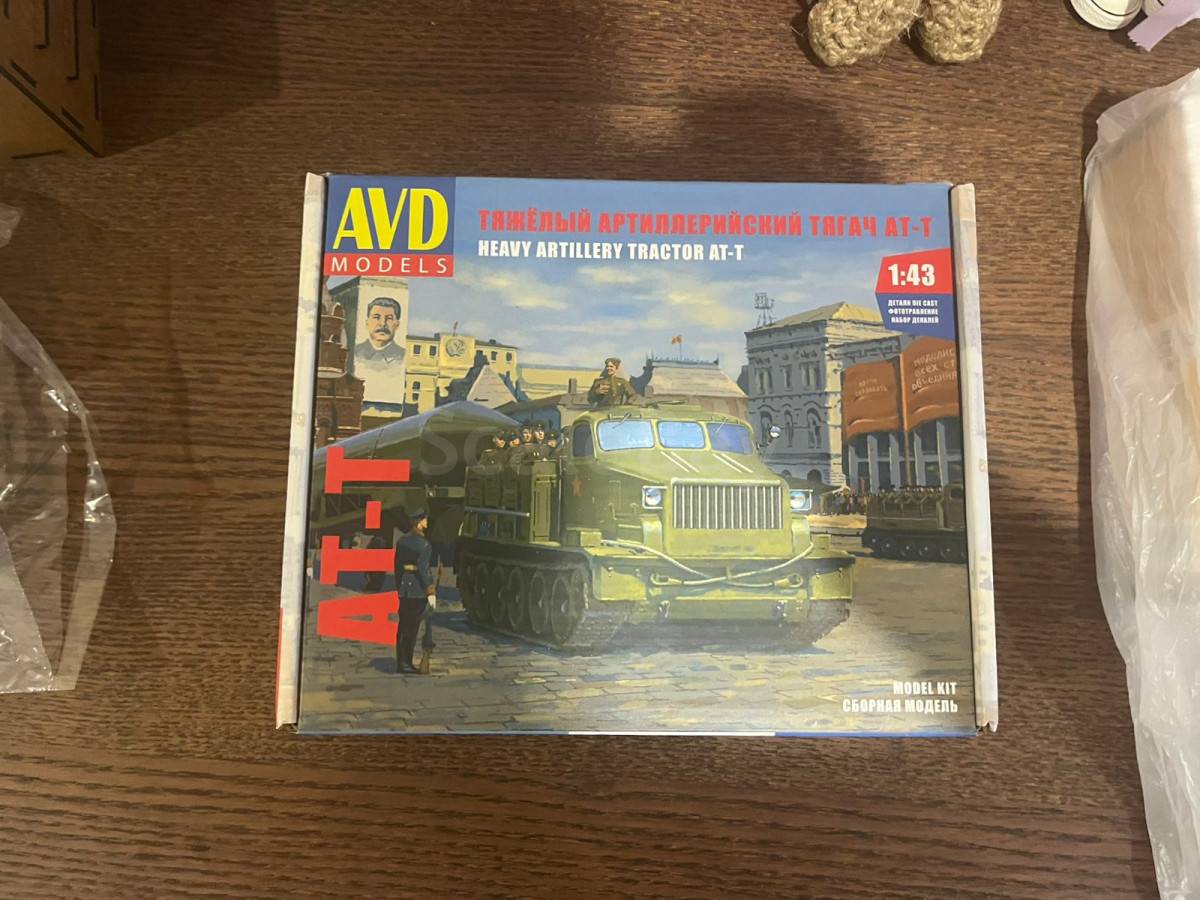 AVD
MODELS
ТЯЖЁЛЫЙ АРТИЛЛЕРИЙСКИЙ ТЯГАЧ АТ-Т
HEAVY ARTILLERY TRACTOR AT-T
1:43
ДЕТАЛИ DIE CAST
ФОТОТРАВЛЕНИЕ
НАБОР ДЕКАЛЕЙ
АТ-Т
MODEL KIT
СБОРНАЯ МОДЕЛЬ